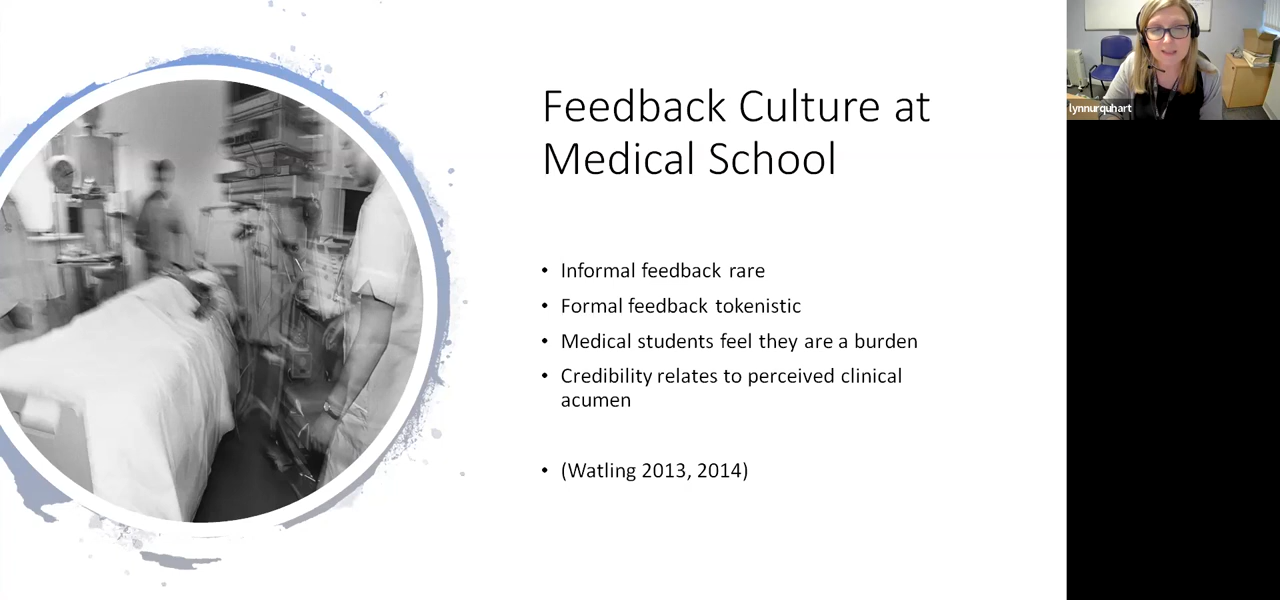 Feedback Culture at
Medical School
• Informal feedback rare
• Formal feedback tokenistic
• Medical students feel they are a burden
• Credibility relates to perceived clinical
acumen
• (Watling 2013, 2014)
lynnurquhart